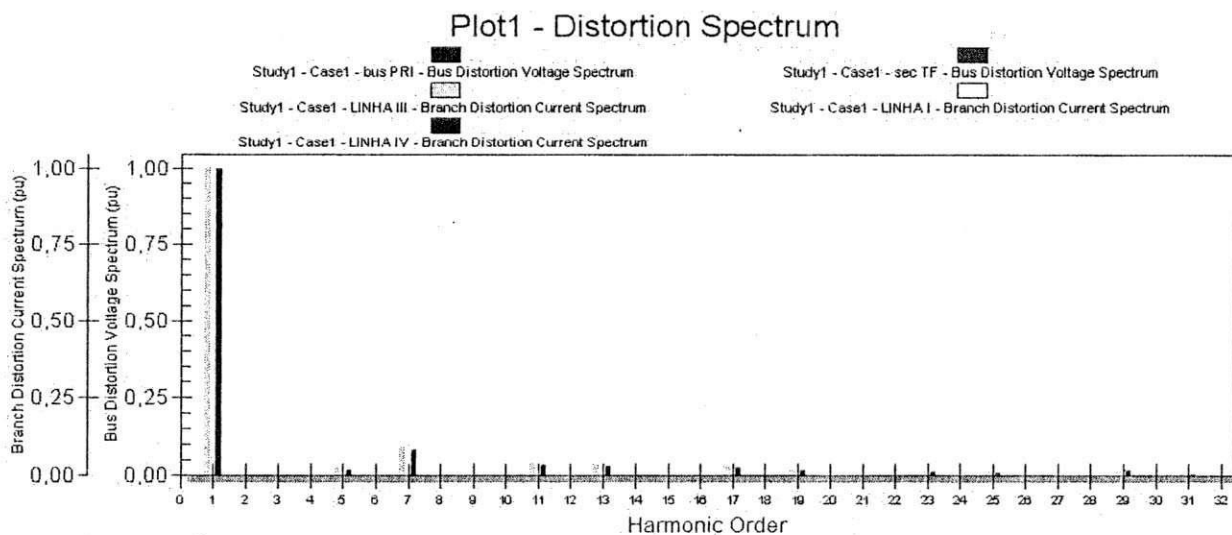 Plot1 - Distortion Spectrum
Study1 - Case1 - bus PRI - Bus Distortion Voltage Spectrum
Study1 - Case1 - sec TF - Bus Distortion Voltage Spectrum
Study1 - Case1 - LINHA III - Branch Distortion Current Spectrum
Study1 - Case1 - LINHA I - Branch Distortion Current Spectrum
Study1 - Case1 - LINHA IV - Branch Distortion Current Spectrum
Branch Distortion Current Spectrum (pu)
1,00
0,75
0,50
0,25
0,00
Bus Distortion Voltage Spectrum (pu)
1,00
0,75
0,50
0,25
0,00
0 1 2 3 4 5 6 7 8 9 10 11 12 13 14 15 16 17 18 19 20 21 22 23 24 25 26 27 28 29 30 31 32
Harmonic Order